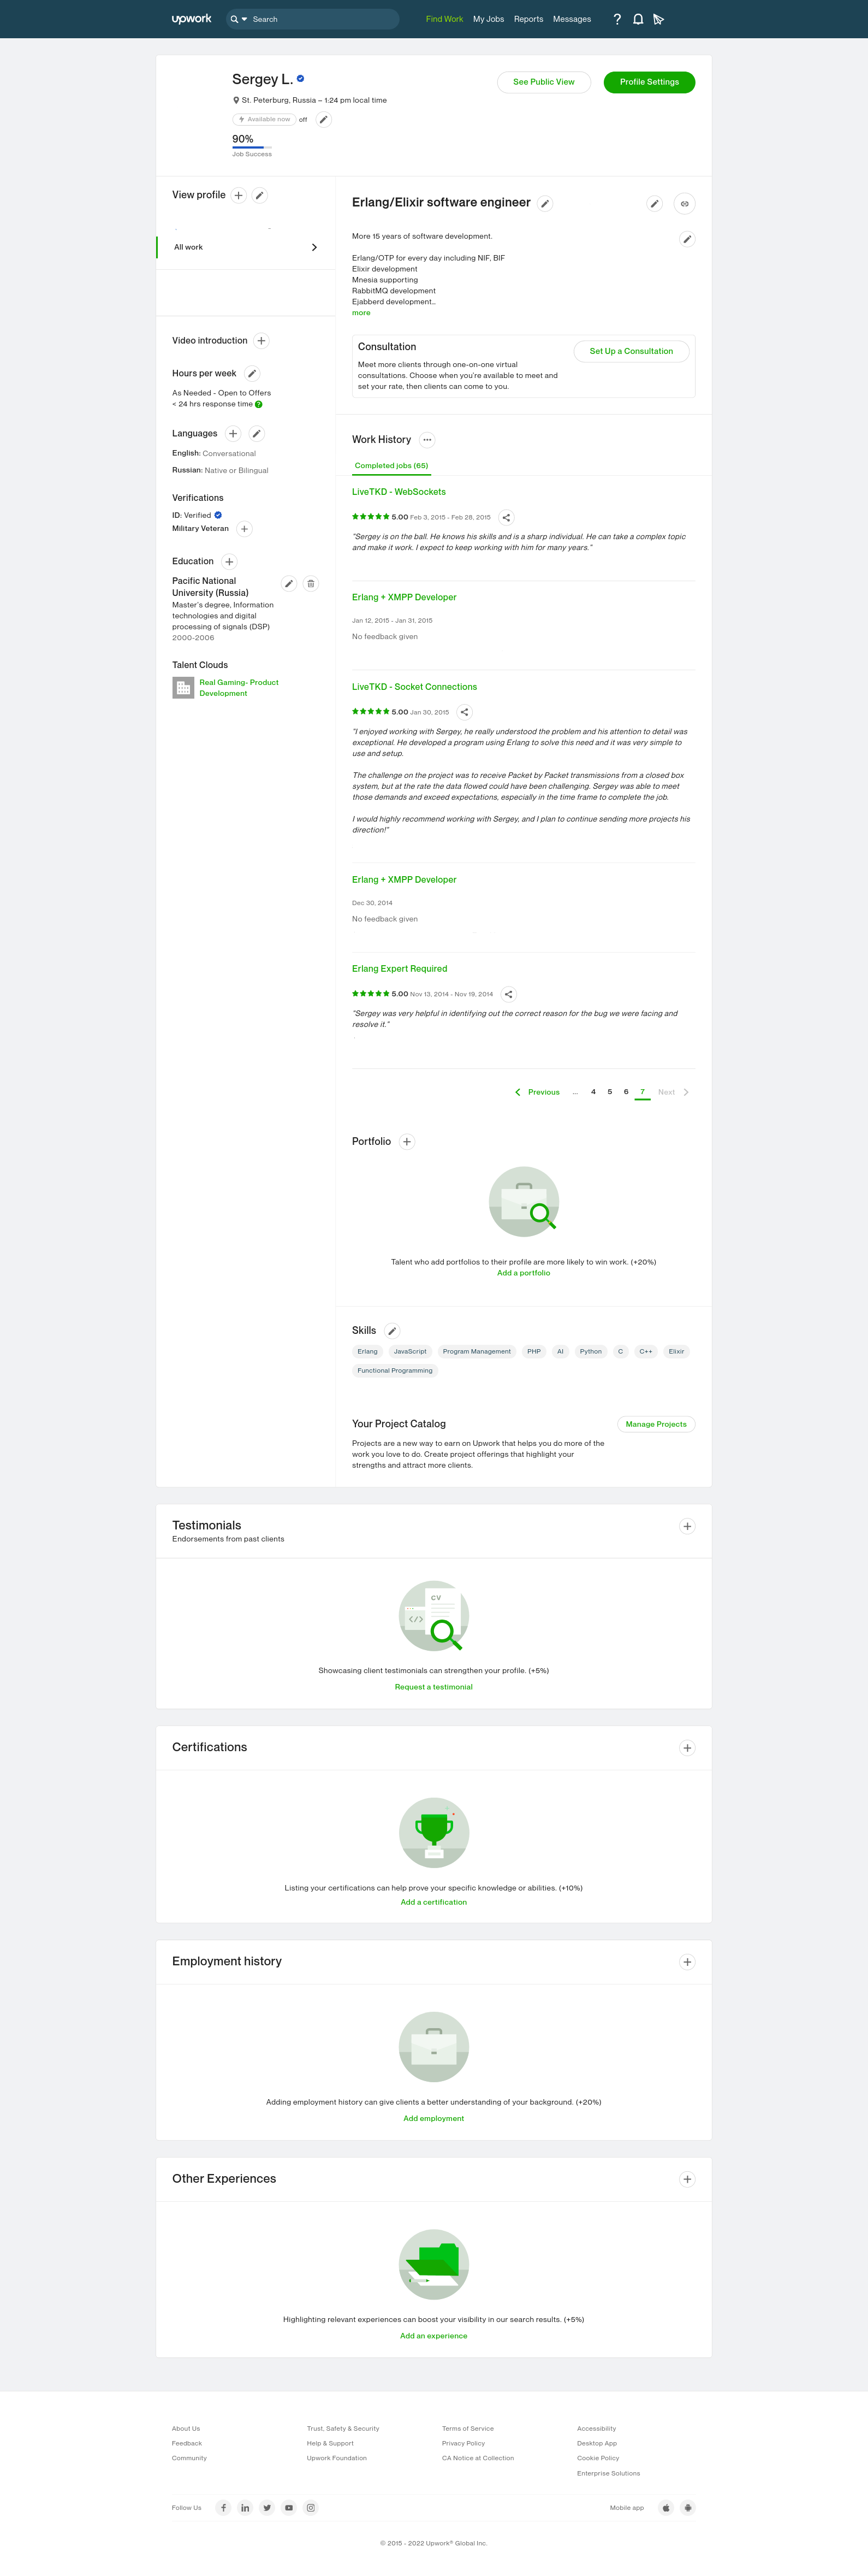 upwork
Search
Find Work
My Jobs
Reports
Messages
Sergey L.
St. Peterburg, Russia – 1:24 pm local time
Available now
off
90%
Job Success
See Public View
Profile Settings
View profile
All work
Video introduction
Hours per week
As Needed - Open to Offers
< 24 hrs response time
Languages
English: Conversational
Russian: Native or Bilingual
Verifications
ID: Verified
Military Veteran
Education
Pacific National
University (Russia)
Master's degree, Information
technologies and digital
processing of signals (DSP)
2000-2006
Talent Clouds
Real Gaming- Product
Development
Erlang/Elixir software engineer
More 15 years of software development.
Erlang/OTP for every day including NIF, BIF
Elixir development
Mnesia supporting
RabbitMQ development
Ejabberd development…
more
Consultation
Meet more clients through one-on-one virtual
consultations. Choose when you're available to meet and
set your rate, then clients can come to you.
Set Up a Consultation
Work History
Completed jobs (65)
LiveTKD - WebSockets
5.00 Feb 3, 2015 - Feb 28, 2015
"Sergey is on the ball. He knows his skills and is a sharp individual. He can take a complex topic
and make it work. I expect to keep working with him for many years."
Erlang + XMPP Developer
Jan 12, 2015 - Jan 31, 2015
No feedback given
LiveTKD - Socket Connections
5.00 Jan 30, 2015
"I enjoyed working with Sergey, he really understood the problem and his attention to detail was
exceptional. He developed a program using Erlang to solve this need and it was very simple to
use and setup.
The challenge on the project was to receive Packet by Packet transmissions from a closed box
system, but at the rate the data flowed could have been challenging. Sergey was able to meet
those demands and exceed expectations, especially in the time frame to complete the job.
I would highly recommend working with Sergey, and I plan to continue sending more projects his
direction!"
Erlang + XMPP Developer
Dec 30, 2014
No feedback given
Erlang Expert Required
5.00 Nov 13, 2014 - Nov 19, 2014
"Sergey was very helpful in identifying out the correct reason for the bug we were facing and
resolve it."
Previous ... 4 5 6 7 Next
Portfolio
Talent who add portfolios to their profile are more likely to win work. (+20%)
Add a portfolio
Skills
Erlang
JavaScript
Program Management
PHP
AI
Python
C
C++
Elixir
Functional Programming
Your Project Catalog
Manage Projects
Projects are a new way to earn on Upwork that helps you do more of the
work you love to do. Create project offerings that highlight your
strengths and attract more clients.
Testimonials
Endorsements from past clients
CV
</>
Showcasing client testimonials can strengthen your profile. (+5%)
Request a testimonial
Certifications
Listing your certifications can help prove your specific knowledge or abilities. (+10%)
Add a certification
Employment history
Adding employment history can give clients a better understanding of your background. (+20%)
Add employment
Other Experiences
Highlighting relevant experiences can boost your visibility in our search results. (+5%)
Add an experience
About Us
Feedback
Community
Trust, Safety & Security
Help & Support
Upwork Foundation
Terms of Service
Privacy Policy
CA Notice at Collection
Accessibility
Desktop App
Cookie Policy
Enterprise Solutions
Follow Us
Mobile app
© 2015 - 2022 Upwork® Global Inc.